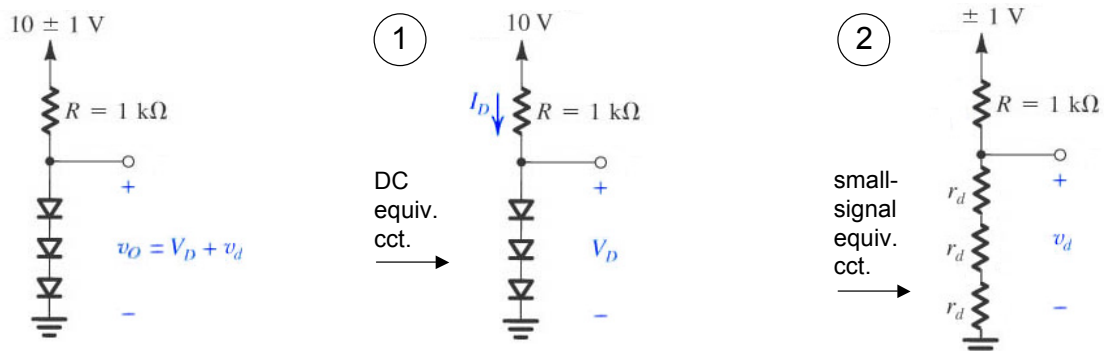 10 ± 1 V
R = 1 kΩ
+
v_O = V_D + v_d
−
1
DC
equiv.
cct.
10 V
I_D
R = 1 kΩ
+
V_D
−
2
small-
signal
equiv.
cct.
± 1 V
R = 1 kΩ
r_d
r_d
r_d
+
v_d
−